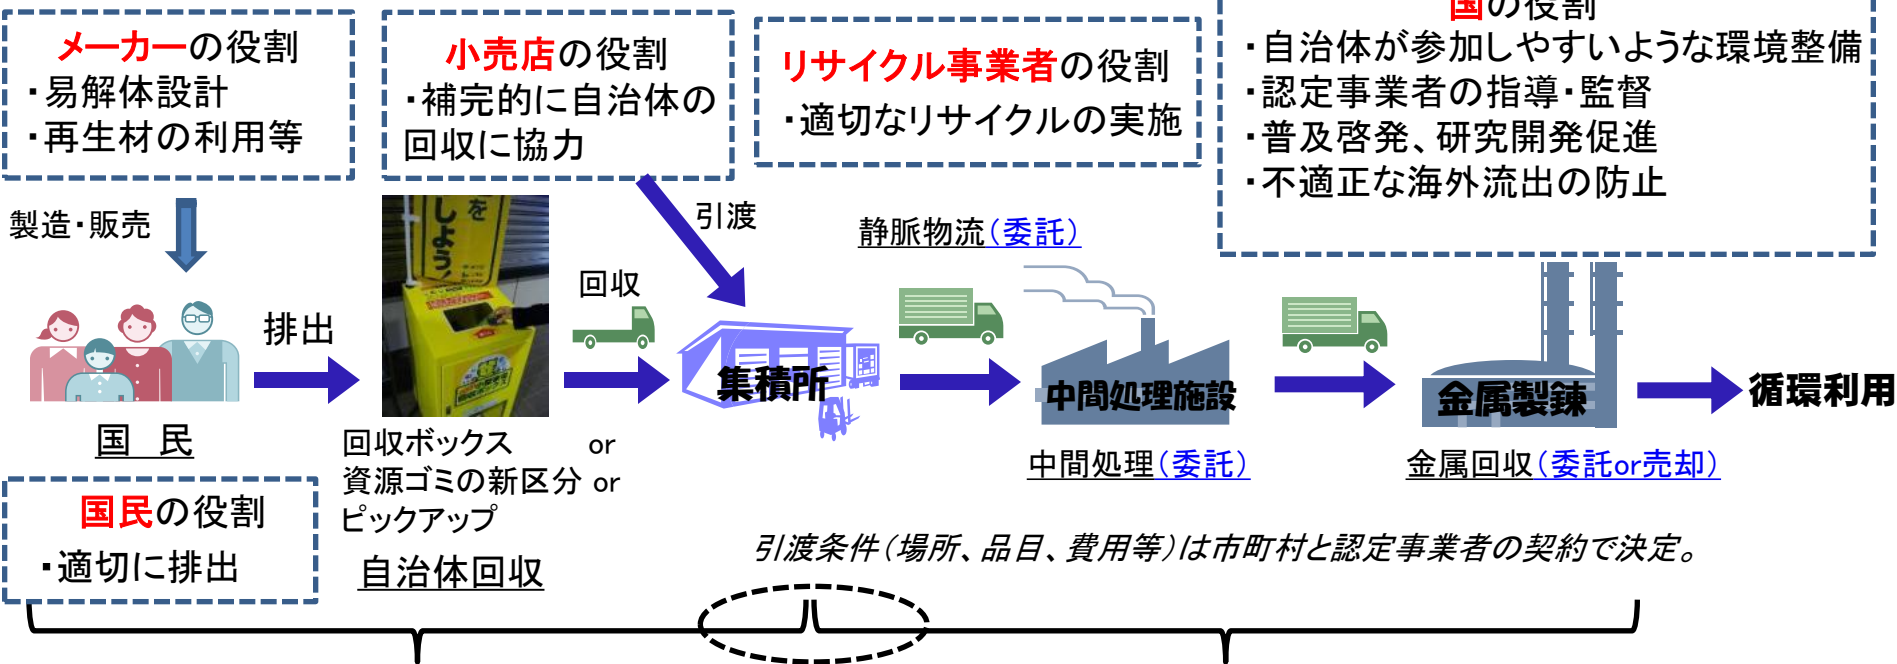 メーカーの役割
・易解体設計
・再生材の利用等
小売店の役割
・補完的に自治体の
回収に協力
リサイクル事業者の役割
・適切なリサイクルの実施
国の役割
・自治体が参加しやすいような環境整備
・認定事業者の指導・監督
・普及啓発、研究開発促進
・不適正な海外流出の防止
製造・販売
引渡
静脈物流(委託)
を
しよう!
回収
排出
集積所
中間処理施設
金属製錬
循環利用
国 民
回収ボックス or
資源ゴミの新区分 or
ピックアップ
自治体回収
中間処理(委託)
金属回収(委託or売却)
国民の役割
・適切に排出
引渡条件(場所、品目、費用等)は市町村と認定事業者の契約で決定。